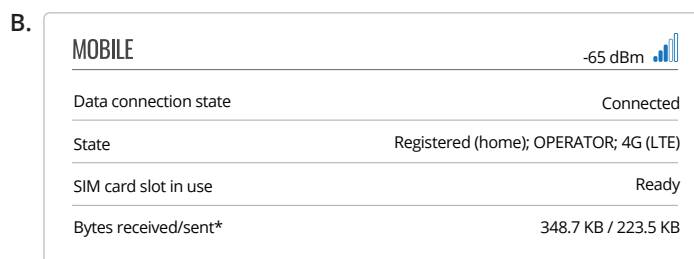 B.
MOBILE -65 dBm
Data connection state Connected
State Registered (home); OPERATOR; 4G (LTE)
SIM card slot in use Ready
Bytes received/sent* 348.7 KB / 223.5 KB